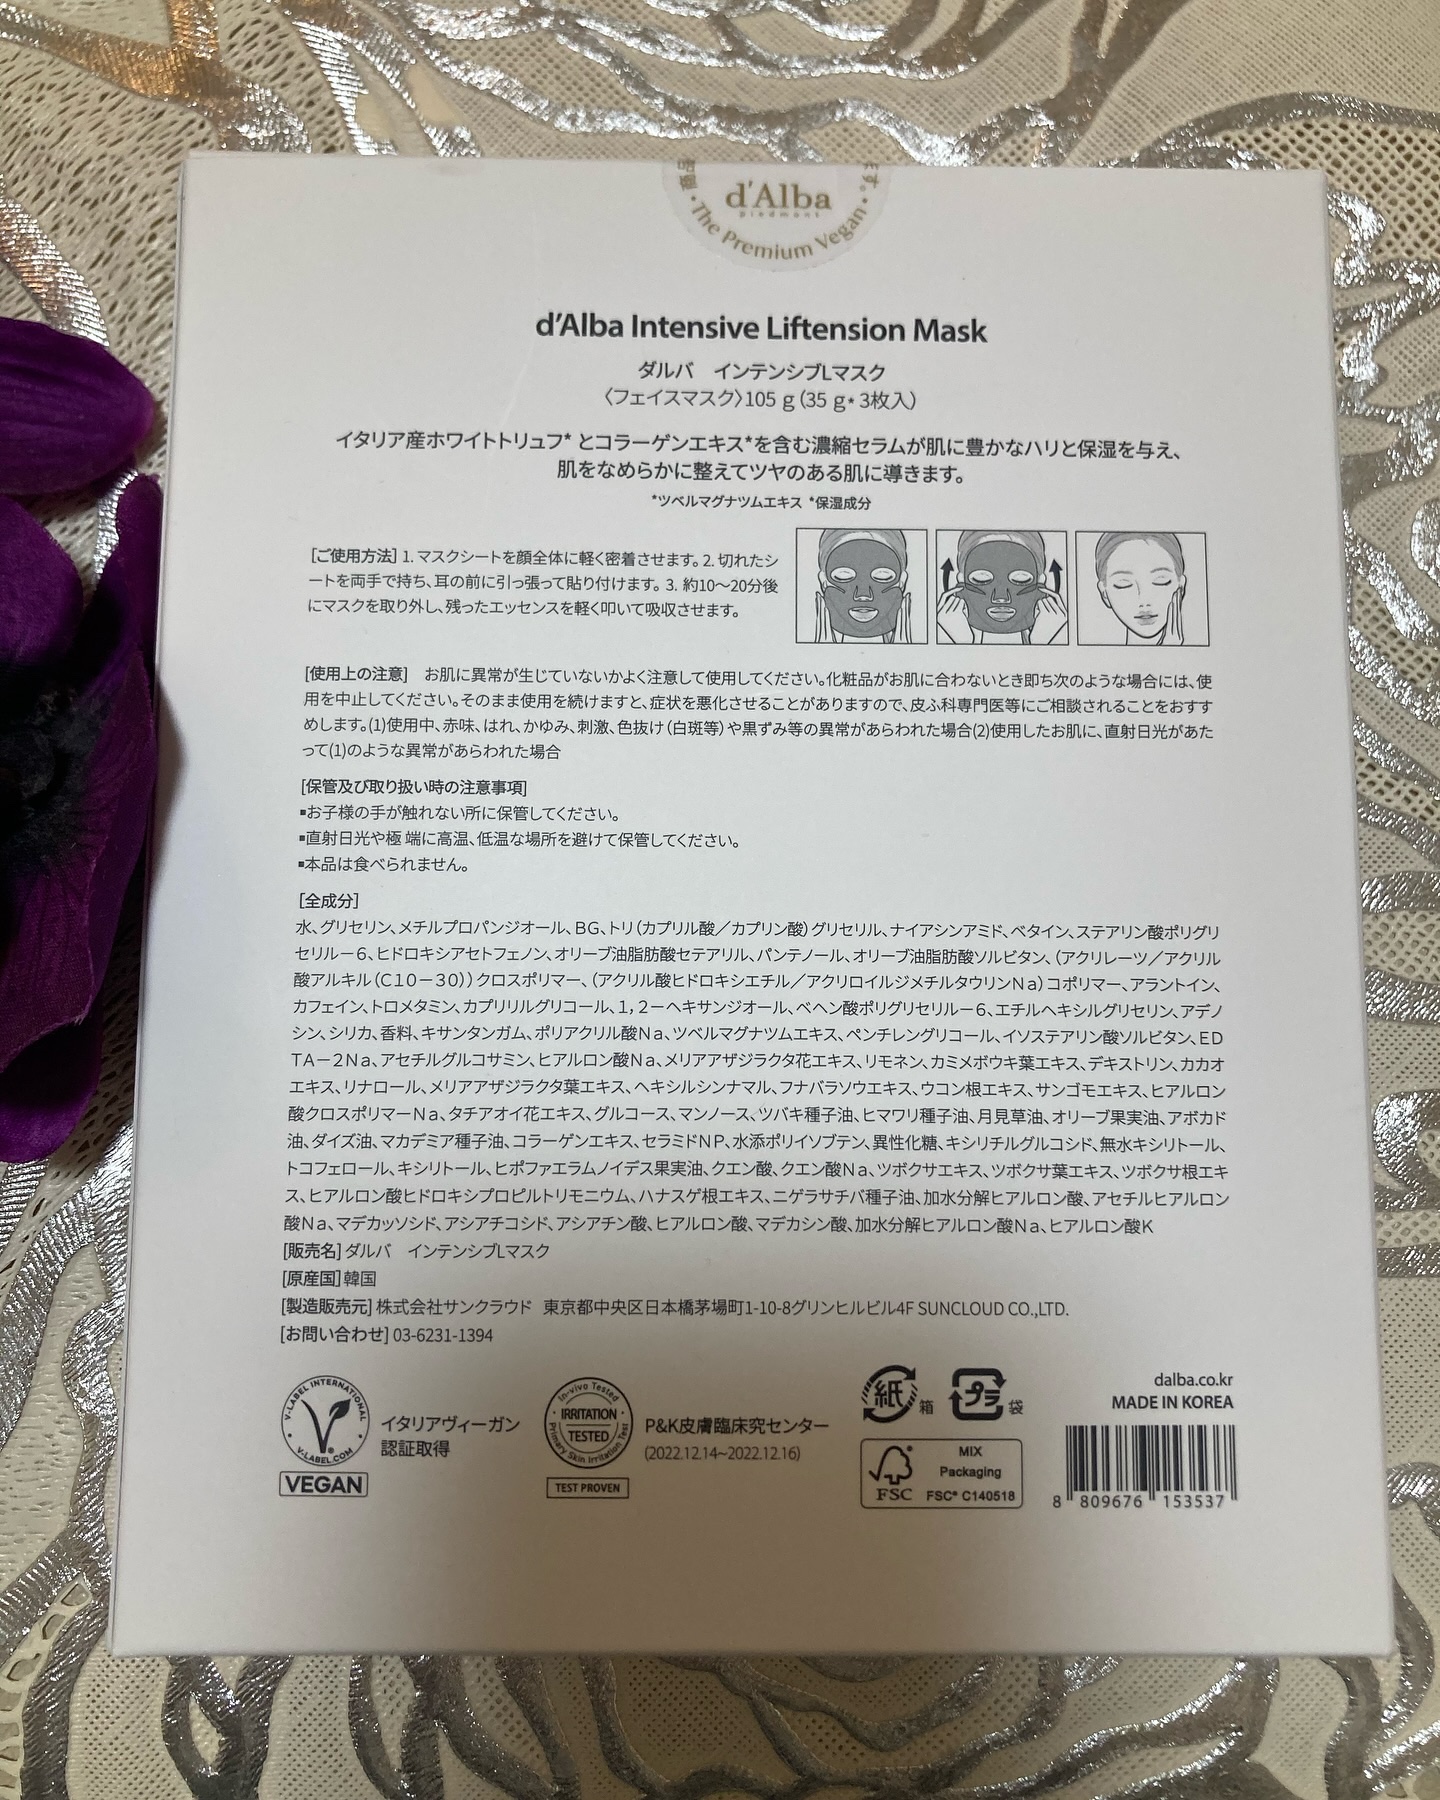 d'Alba
piedmont
•The Premium Vegan•
d'Alba Intensive Liftension Mask
ダルバ　インテンシブLマスク
〈フェイスマスク〉105 g (35 g* 3枚入)
イタリア産ホワイトトリュフ* とコラーゲンエキス*を含む濃縮セラムが肌に豊かなハリと保湿を与え、
肌をなめらかに整えてツヤのある肌に導きます。
*ツベルマグナツムエキス *保湿成分
[ご使用方法] 1. マスクシートを顔全体に軽く密着させます。2. 切れたシ
ートを両手で持ち、耳の前に引っ張って貼り付けます。3. 約10〜20分後
にマスクを取り外し、残ったエッセンスを軽く叩いて吸収させます。
[使用上の注意]　お肌に異常が生じていないかよく注意して使用してください。化粧品がお肌に合わないとき即ち次のような場合には、使
用を中止してください。そのまま使用を続けますと、症状を悪化させることがありますので、皮ふ科専門医等にご相談されることをおすす
めします。(1)使用中、赤味、はれ、かゆみ、刺激、色抜け(白斑等)や黒ずみ等の異常があらわれた場合(2)使用したお肌に、直射日光があた
って(1)のような異常があらわれた場合
[保管及び取り扱い時の注意事項]
▪お子様の手が触れない所に保管してください。
▪直射日光や極 端に高温、低温な場所を避けて保管してください。
▪本品は食べられません。
[全成分]
水、グリセリン、メチルプロパンジオール、BG、トリ(カプリル酸／カプリン酸)グリセリル、ナイアシンアミド、ベタイン、ステアリン酸ポリグリ
セリル−6、ヒドロキシアセトフェノン、オリーブ油脂肪酸セテアリル、パンテノール、オリーブ油脂肪酸ソルビタン、(アクリレーツ／アクリル
酸アルキル(C10−30))クロスポリマー、(アクリル酸ヒドロキシエチル／アクリロイルジメチルタウリンNa)コポリマー、アラントイン、
カフェイン、トロメタミン、カプリリルグリコール、1，2−ヘキサンジオール、ベヘン酸ポリグリセリル−6、エチルヘキシルグリセリン、アデノ
シン、シリカ、香料、キサンタンガム、ポリアクリル酸Na、ツベルマグナツムエキス、ペンチレングリコール、イソステアリン酸ソルビタン、ED
TA−2Na、アセチルグルコサミン、ヒアルロン酸Na、メリアアザジラクタ花エキス、リモネン、カミメボウキ葉エキス、デキストリン、カカオ
エキス、リナロール、メリアアザジラクタ葉エキス、ヘキシルシンナマル、フナバラソウエキス、ウコン根エキス、サンゴモエキス、ヒアルロン
酸クロスポリマーNa、タチアオイ花エキス、グルコース、マンノース、ツバキ種子油、ヒマワリ種子油、月見草油、オリーブ果実油、アボカド
油、ダイズ油、マカデミア種子油、コラーゲンエキス、セラミドNP、水添ポリイソブテン、異性化糖、キシリチルグルコシド、無水キシリトール、
トコフェロール、キシリトール、ヒポファエラムノイデス果実油、クエン酸、クエン酸Na、ツボクサエキス、ツボクサ葉エキス、ツボクサ根エキ
ス、ヒアルロン酸ヒドロキシプロピルトリモニウム、ハナスゲ根エキス、ニゲラサチバ種子油、加水分解ヒアルロン酸、アセチルヒアルロン
酸Na、マデカッソシド、アシアチコシド、アシアチン酸、ヒアルロン酸、マデカシン酸、加水分解ヒアルロン酸Na、ヒアルロン酸K
[販売名] ダルバ　インテンシブLマスク
[原産国] 韓国
[製造販売元] 株式会社サンクラウド 東京都中央区日本橋茅場町1-10-8グリンヒルビル4F SUNCLOUD CO.,LTD.
[お問い合わせ] 03-6231-1394
V-LABEL INTERNATIONAL
V-LABEL.COM
VEGAN
イタリアヴィーガン
認証取得
In-vivo Tested
IRRITATION
TESTED
Primary Skin Irritation Test
TEST PROVEN
P&K皮膚臨床究センター
(2022.12.14~2022.12.16)
紙 箱
プラ 袋
FSC
MIX
Packaging
FSC® C140518
dalba.co.kr
MADE IN KOREA
8 809676 153537